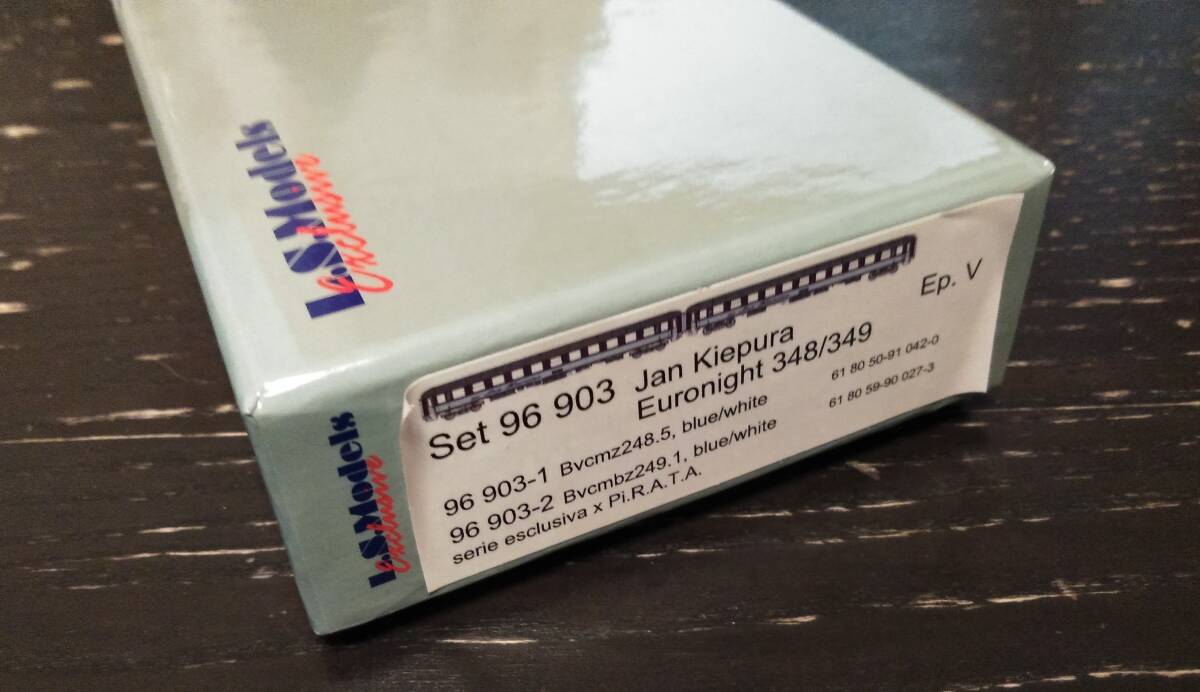 L.S.Models
exclusive
L.S.Models
exclusive
Ep. V
Set 96 903 Jan Kiepura
Euronight 348/349
96 903-1 Bvcmz248.5, blue/white 61 80 50-91 042-0
96 903-2 Bvcmbz249.1, blue/white 61 80 59-90 027-3
serie esclusiva x Pi.R.A.T.A.